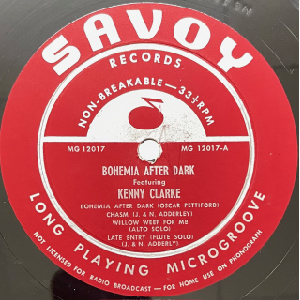 SAVOY
RECORDS
NON-BREAKABLE—33⅓RPM
MG 12017
MG 12017-A
BOHEMIA AFTER DARK
Featuring
KENNY CLARKE
BOHEMIA AFTER DARK (OSCAR PETTIFORD)
CHASM (J. & N. ADDERLEY)
WILLOW WEEP FOR ME
(ALTO SOLO)
LATE ENTRY (FLUTE SOLO)
(J. & N. ADDERLEY)
LONG PLAYING MICROGROOVE
NOT LICENSED FOR RADIO BROADCAST—FOR HOME USE ON PHONOGRAPH